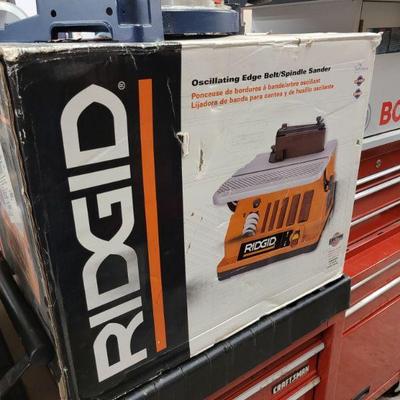 RIDGID
Oscillating Edge Belt/Spindle Sander
Ponceuse de bordures à bande/arbre oscillant
Lijadora de banda para cantos y de husillo oscilante
RIDGID
BO
CRAFTSMAN